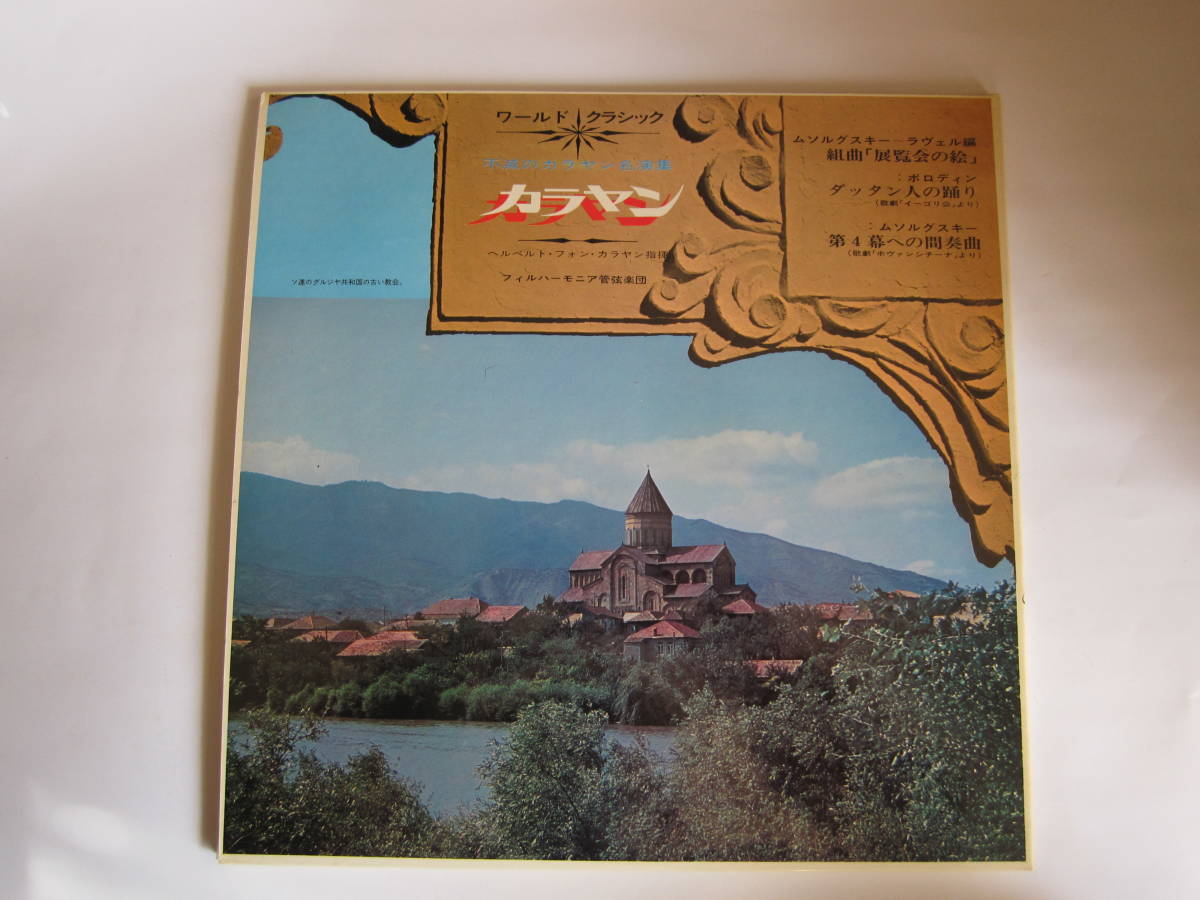 ワールド クラシック
不滅のカラヤン名演集
カラヤン
ヘルベルト・フォン・カラヤン指揮
フィルハーモニア管弦楽団
ムソルグスキーーラヴェル編
組曲「展覧会の絵」
：ボロディン
ダッタン人の踊り
(歌劇「イーゴリ公」より)
：ムソルグスキー
第4幕への間奏曲
(歌劇「ホヴァンシチーナ」より)
ソ連のグルジヤ共和国の古い教会。